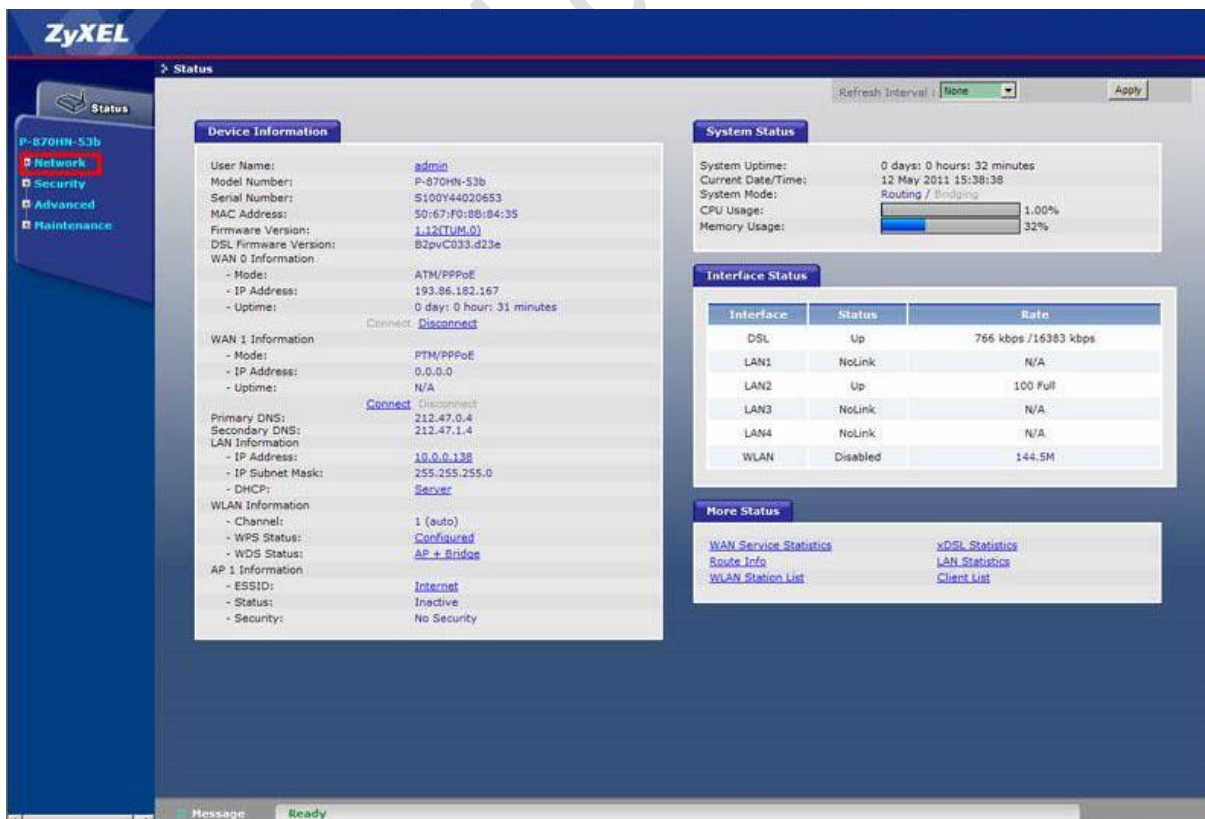 ZyXEL
> Status
Status
P-870HN-53b
Network
Security
Advanced
Maintenance
Refresh Interval : None Apply
Device Information
User Name: admin
Model Number: P-870HN-53b
Serial Number: S100Y44020653
MAC Address: 50:67:F0:8B:84:35
Firmware Version: 1.12(TUM.0)
DSL Firmware Version: B2pvC033.d23e
WAN 0 Information
- Mode: ATM/PPPoE
- IP Address: 193.86.182.167
- Uptime: 0 day: 0 hour: 31 minutes
Connect Disconnect
WAN 1 Information
- Mode: PTM/PPPoE
- IP Address: 0.0.0.0
- Uptime: N/A
Connect Disconnect
Primary DNS: 212.47.0.4
Secondary DNS: 212.47.1.4
LAN Information
- IP Address: 10.0.0.138
- IP Subnet Mask: 255.255.255.0
- DHCP: Server
WLAN Information
- Channel: 1 (auto)
- WPS Status: Configured
- WDS Status: AP + Bridge
AP 1 Information
- ESSID: Internet
- Status: Inactive
- Security: No Security
System Status
System Uptime: 0 days: 0 hours: 32 minutes
Current Date/Time: 12 May 2011 15:38:38
System Mode: Routing / Bridging
CPU Usage: 1.00%
Memory Usage: 32%
Interface Status
Interface Status Rate
DSL Up 766 kbps /16383 kbps
LAN1 NoLink N/A
LAN2 Up 100 Full
LAN3 NoLink N/A
LAN4 NoLink N/A
WLAN Disabled 144.5M
More Status
WAN Service Statistics xDSL Statistics
Route Info LAN Statistics
WLAN Station List Client List
Message Ready